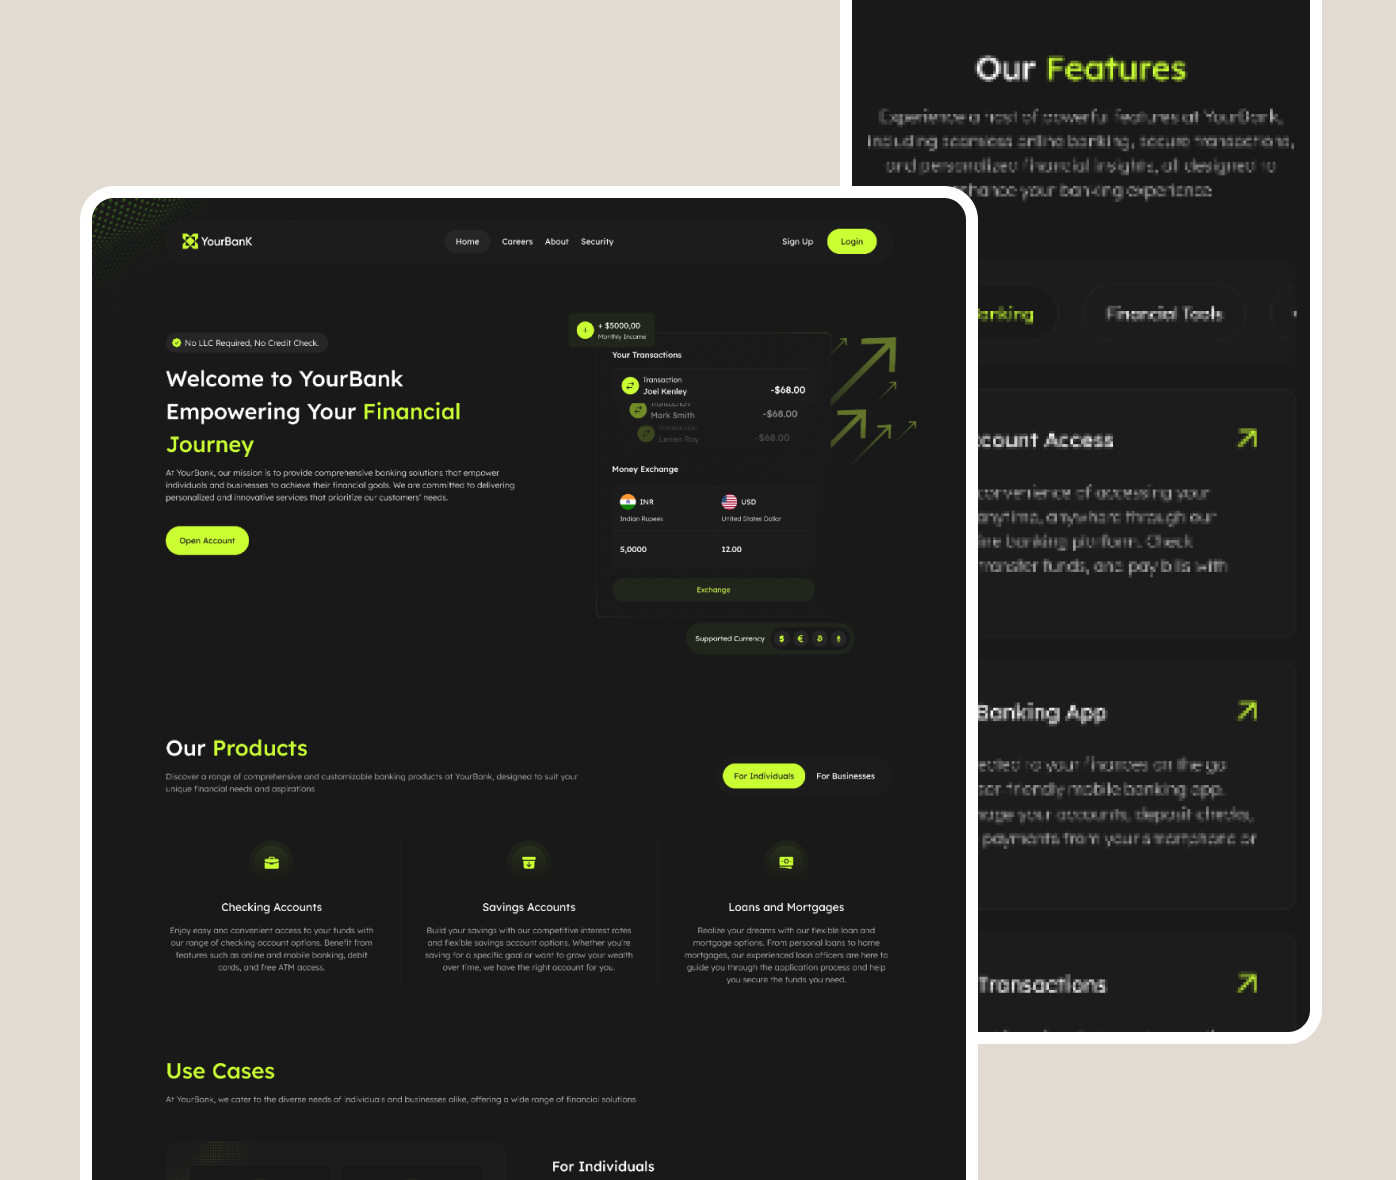 YourBanK
Home
Careers
About
Security
Sign Up
Login
No LLC Required, No Credit Check.
Welcome to YourBank
Empowering Your Financial
Journey
At YourBank, our mission is to provide comprehensive banking solutions that empower
individuals and businesses to achieve their financial goals. We are committed to delivering
personalized and innovative services that prioritize our customers' needs.
Open Account
+ $5000,00
Monthly Income
Your Transactions
Transaction
Joel Kenley
-$68.00
Transaction
Mark Smith
-$68.00
Transaction
Lenen Roy
-$68.00
Money Exchange
INR
Indian Rupees
USD
United States Dollar
5,0000
12.00
Exchange
Supported Currency
$ €
Our Products
Discover a range of comprehensive and customizable banking products at YourBank, designed to suit your
unique financial needs and aspirations
For Individuals
For Businesses
Checking Accounts
Enjoy easy and convenient access to your funds with
our range of checking account options. Benefit from
features such as online and mobile banking, debit
cards, and free ATM access.
Savings Accounts
Build your savings with our competitive interest rates
and flexible savings account options. Whether you're
saving for a specific goal or want to grow your wealth
over time, we have the right account for you.
Loans and Mortgages
Realize your dreams with our flexible loan and
mortgage options. From personal loans to home
mortgages, our experienced loan officers are here to
guide you through the application process and help
you secure the funds you need.
Use Cases
At YourBank, we cater to the diverse needs of individuals and businesses alike, offering a wide range of financial solutions
For Individuals
Our Features
Experience a host of powerful features at YourBank,
including seamless online banking, secure transactions,
and personalized financial insights, all designed to
enhance your banking experience
anking
Financial Tools
ccount Access
convenience of accessing your
anytime, anywhere through our
ine banking platform. Check
transfer funds, and pay bills with
Banking App
ected to your finances on the go
ser-friendly mobile banking app.
nage your accounts, deposit checks,
payments from your smartphone or
Transactions